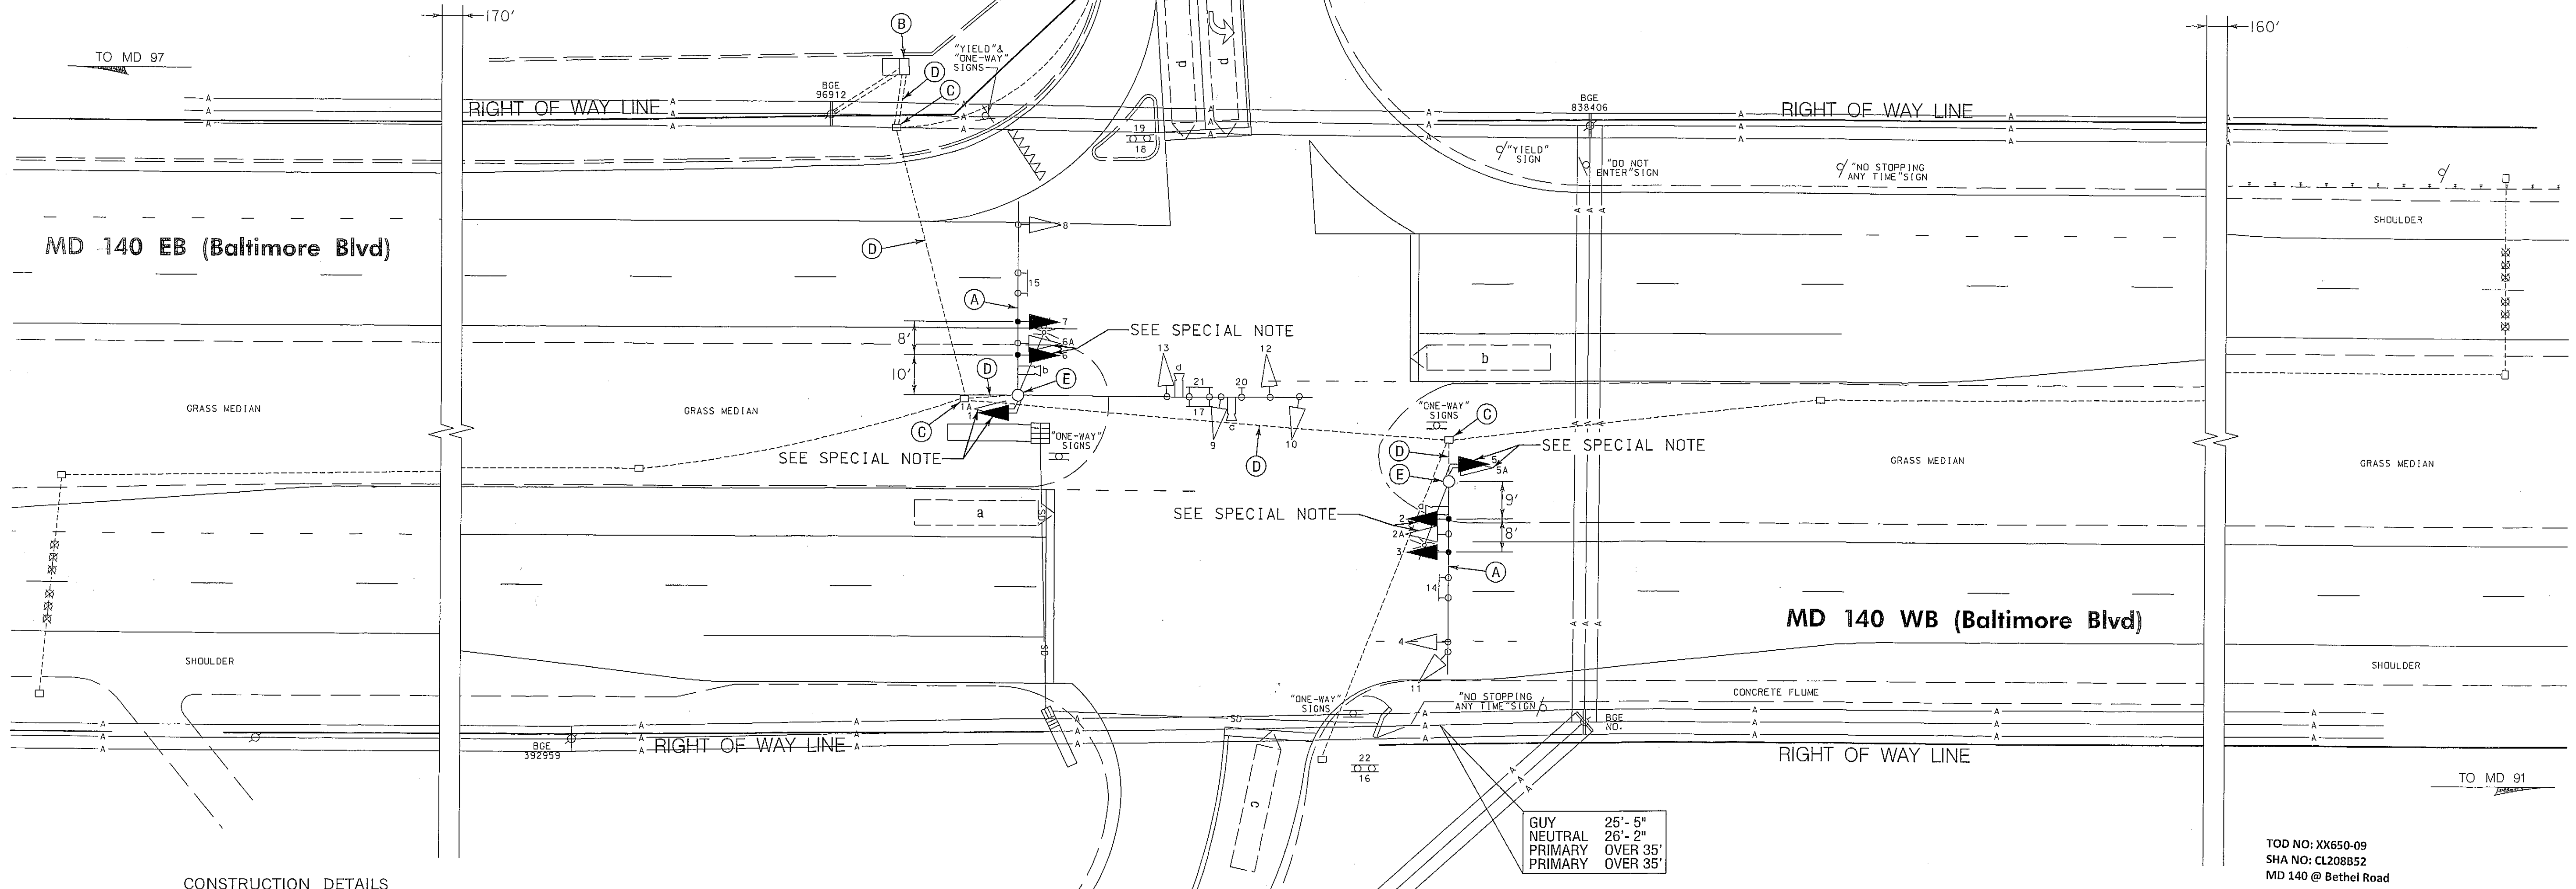 170'
160'
TO MD 97
B
"YIELD"&
"ONE-WAY"
SIGNS
D
C
BGE
96912
RIGHT OF WAY LINE
A
A
A
A
A
A
A
A
A
d
d
19
18
BGE
838406
RIGHT OF WAY LINE
A
A
A
A
A
A
A
A
A
A
A
A
"YIELD"
SIGN
"DO NOT
ENTER"SIGN
"NO STOPPING
ANY TIME"SIGN
SHOULDER
MD 140 EB (Baltimore Blvd)
D
8
15
A
7
SEE SPECIAL NOTE
8'
6A
6
10'
D
b
E
13
d
12
21
20
17
9
c
10
b
GRASS MEDIAN
GRASS MEDIAN
1A
1
C
"ONE-WAY"
SIGNS
SEE SPECIAL NOTE
D
"ONE-WAY"
SIGNS
C
D
SEE SPECIAL NOTE
5
5A
E
GRASS MEDIAN
GRASS MEDIAN
9'
a
SD
SEE SPECIAL NOTE
a
2
2A
8'
3
A
14
A
A
A
MD 140 WB (Baltimore Blvd)
4
11
SHOULDER
SD
SHOULDER
"ONE-WAY"
SIGNS
"NO STOPPING
ANY TIME"SIGN
CONCRETE FLUME
A
A
A
A
SD
BGE
NO.
BGE
392959
RIGHT OF WAY LINE
RIGHT OF WAY LINE
22
16
c
TO MD 91
GUY 25'- 5"
NEUTRAL 26'- 2"
PRIMARY OVER 35'
PRIMARY OVER 35'
TOD NO: XX650-09
SHA NO: CL208B52
MD 140 @ Bethel Road
CONSTRUCTION DETAILS